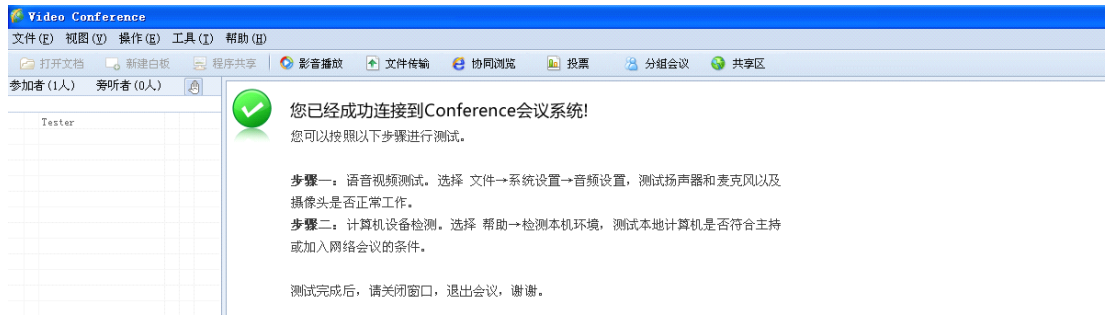 Video Conference
文件(F) 视图(V) 操作(E) 工具(T) 帮助(H)
打开文档 新建白板 程序共享 影音播放 文件传输 协同浏览 投票 分组会议 共享区
参加者(1人) 旁听者(0人)
Tester
您已经成功连接到Conference会议系统!
您可以按照以下步骤进行测试。
步骤一：语音视频测试。选择 文件→系统设置→音频设置，测试扬声器和麦克风以及
摄像头是否正常工作。
步骤二：计算机设备检测。选择 帮助→检测本机环境，测试本地计算机是否符合主持
或加入网络会议的条件。
测试完成后，请关闭窗口，退出会议，谢谢。